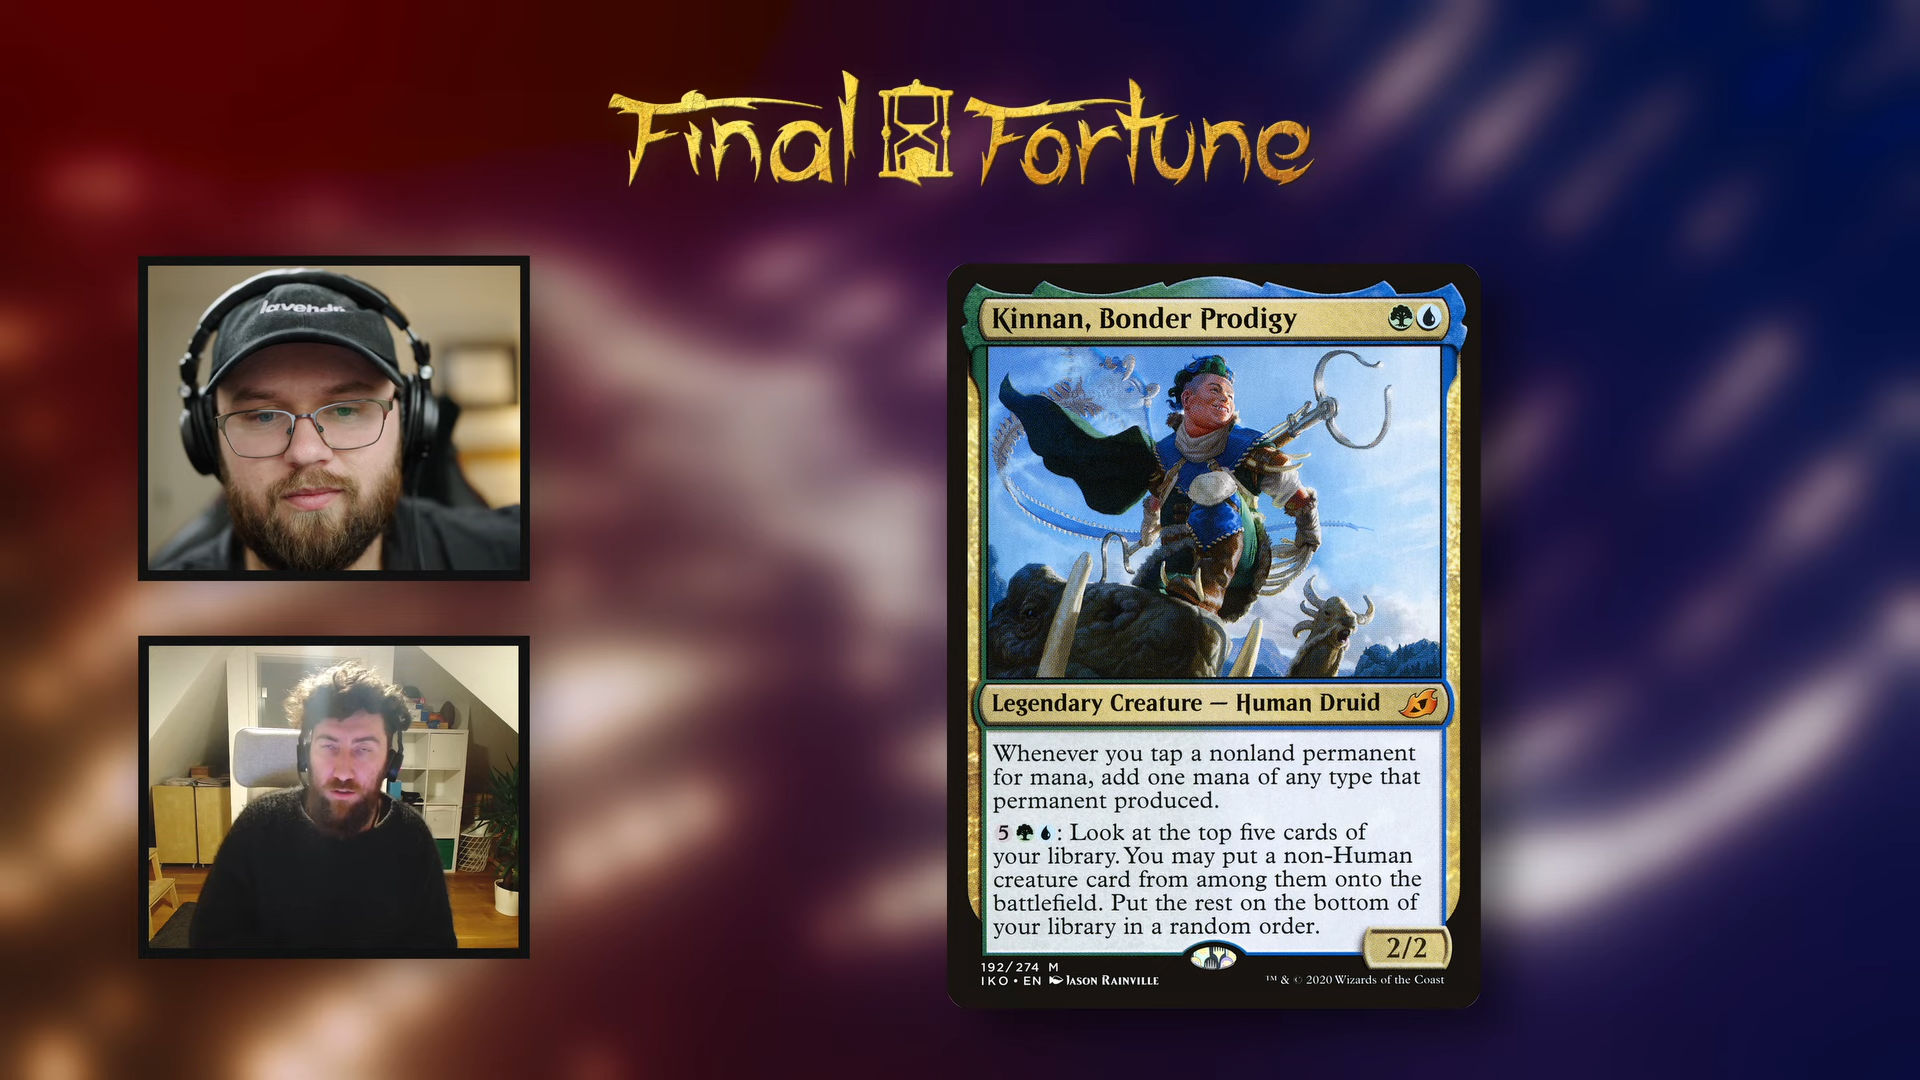 Final Fortune
lavend
Kinnan, Bonder Prodigy
Legendary Creature — Human Druid
Whenever you tap a nonland permanent
for mana, add one mana of any type that
permanent produced.
5 : Look at the top five cards of
your library. You may put a non-Human
creature card from among them onto the
battlefield. Put the rest on the bottom of
your library in a random order.
2/2
192/274 M
IKO • EN JASON RAINVILLE
™ & © 2020 Wizards of the Coast